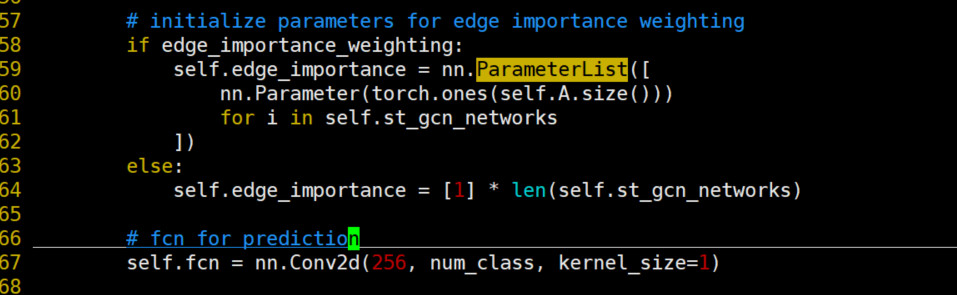 57        # initialize parameters for edge importance weighting
58        if edge_importance_weighting:
59            self.edge_importance = nn.ParameterList([
60                nn.Parameter(torch.ones(self.A.size()))
61                for i in self.st_gcn_networks
62            ])
63        else:
64            self.edge_importance = [1] * len(self.st_gcn_networks)
65
66        # fcn for prediction
67        self.fcn = nn.Conv2d(256, num_class, kernel_size=1)
68